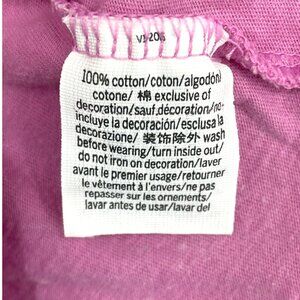 100% cotton/coton/algodón/
cotone/ 棉 exclusive of
decoration/sauf décoration/no
incluye la decoración/esclusa la
decorazione/ 装饰除外 wash
before wearing/turn inside out/
do not iron on decoration/laver
avant le premier usage/retourner
le vêtement à l'envers/ne pas
repasser sur les ornements/
lavar antes de usar/lavar del